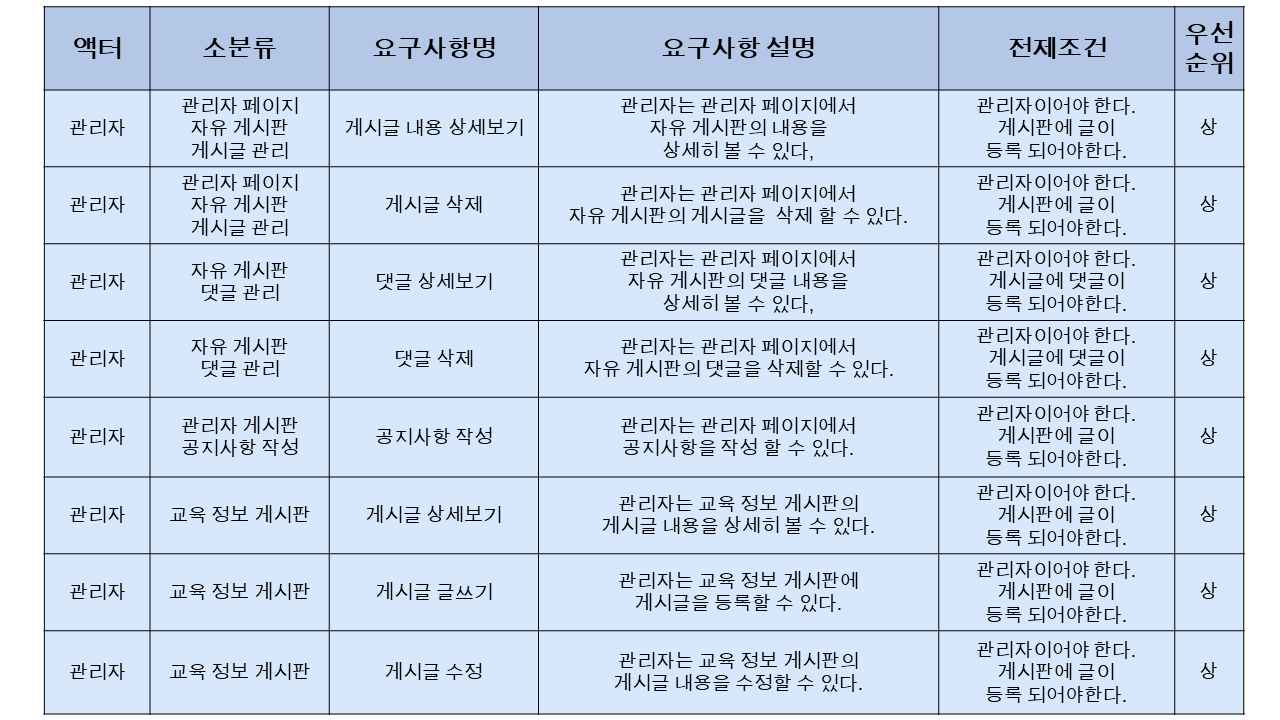 액터 소분류 요구사항명 요구사항 설명 전제조건 우선
순위
관리자
관리자 페이지
자유 게시판
게시글 관리
게시글 내용 상세보기
관리자는 관리자 페이지에서
자유 게시판의 내용을
상세히 볼 수 있다,
관리자이어야 한다.
게시판에 글이
등록 되어야한다.
상
관리자
관리자 페이지
자유 게시판
게시글 관리
게시글 삭제
관리자는 관리자 페이지에서
자유 게시판의 게시글을  삭제 할 수 있다.
관리자이어야 한다.
게시판에 글이
등록 되어야한다.
상
관리자
자유 게시판
댓글 관리
댓글 상세보기
관리자는 관리자 페이지에서
자유 게시판의 댓글 내용을
상세히 볼 수 있다,
관리자이어야 한다.
게시글에 댓글이
등록 되어야한다.
상
관리자
자유 게시판
댓글 관리
댓글 삭제
관리자는 관리자 페이지에서
자유 게시판의 댓글을 삭제할 수 있다.
관리자이어야 한다.
게시글에 댓글이
등록 되어야한다.
상
관리자
관리자 게시판
공지사항 작성
공지사항 작성
관리자는 관리자 페이지에서
공지사항을 작성 할 수 있다.
관리자이어야 한다.
게시판에 글이
등록 되어야한다.
상
관리자
교육 정보 게시판
게시글 상세보기
관리자는 교육 정보 게시판의
게시글 내용을 상세히 볼 수 있다.
관리자이어야 한다.
게시판에 글이
등록 되어야한다.
상
관리자
교육 정보 게시판
게시글 글쓰기
관리자는 교육 정보 게시판에
게시글을 등록할 수 있다.
관리자이어야 한다.
게시판에 글이
등록 되어야한다.
상
관리자
교육 정보 게시판
게시글 수정
관리자는 교육 정보 게시판의
게시글 내용을 수정할 수 있다.
관리자이어야 한다.
게시판에 글이
등록 되어야한다.
상